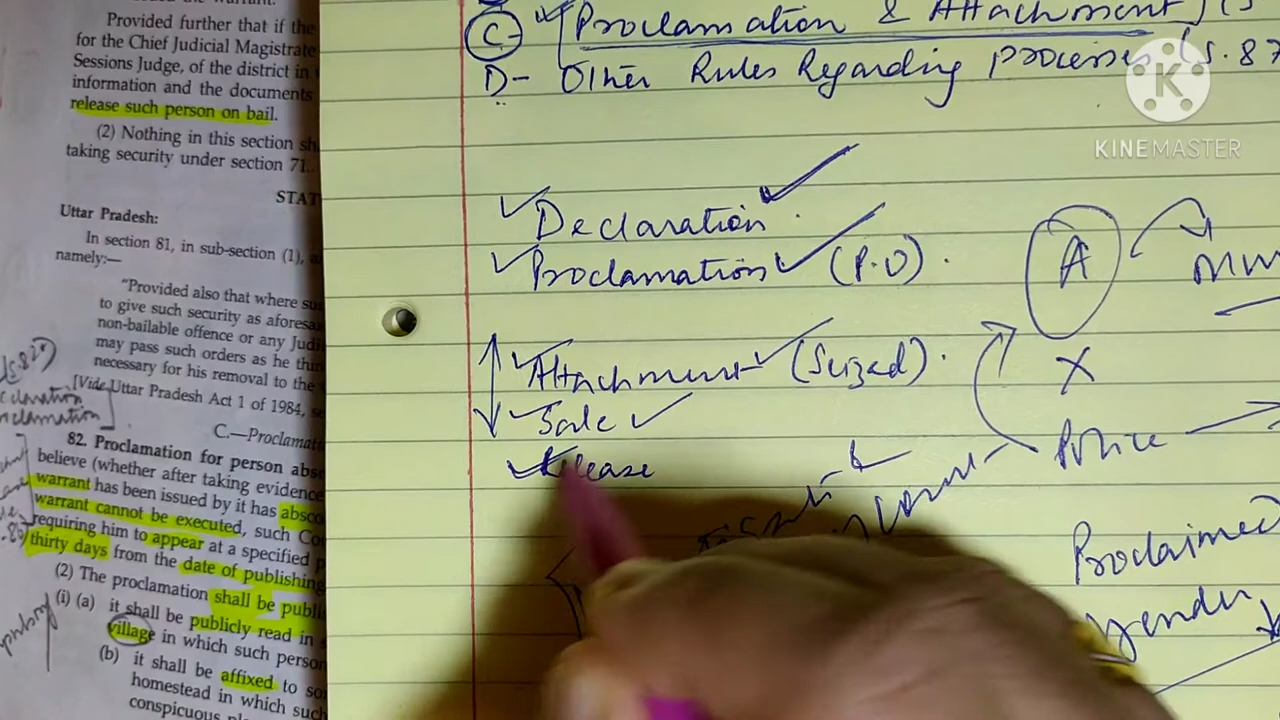 Provided further that if the
for the Chief Judicial Magistrate
Sessions Judge, of the district in
information and the documents
release such person on bail.
(2) Nothing in this section sh
taking security under section 71.
STAT
Uttar Pradesh:
In section 81, in sub-section (1), a
namely:—
"Provided also that where su
to give such security as aforesa
non-bailable offence or any Judi
may pass such orders as he thin
necessary for his removal to the
[Vide Uttar Pradesh Act 1 of 1984, s
C.—Proclamat
82. Proclamation for person abs
believe (whether after taking evidence
warrant has been issued by it has absco
warrant cannot be executed, such Co
requiring him to appear at a specified p
thirty days from the date of publishing
(2) The proclamation shall be publi
(i) (a) it shall be publicly read in
village in which such person
(b) it shall be affixed to so
homestead in which such
C- Proclamation & Attachment
D- Other Rules Regarding processes (S. 87
Declaration
Proclamation (P.O).
Attachment (Seized).
Sale
Release
A
X
Police
Proclaimed
KINEMASTER